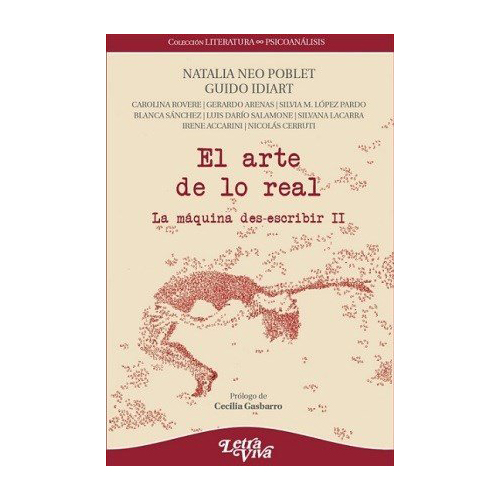 COLECCIÓN LITERATURA ∞ PSICOANÁLISIS
NATALIA NEO POBLET
GUIDO IDIART
CAROLINA ROVERE | GERARDO ARENAS | SILVIA M. LÓPEZ PARDO
BLANCA SÁNCHEZ | LUIS DARÍO SALAMONE | SILVANA LACARRA
IRENE ACCARINI | NICOLÁS CERRUTI
El arte
de lo real
La máquina des-escribir II
Prólogo de
Cecilia Gasbarro
Letra
Viva